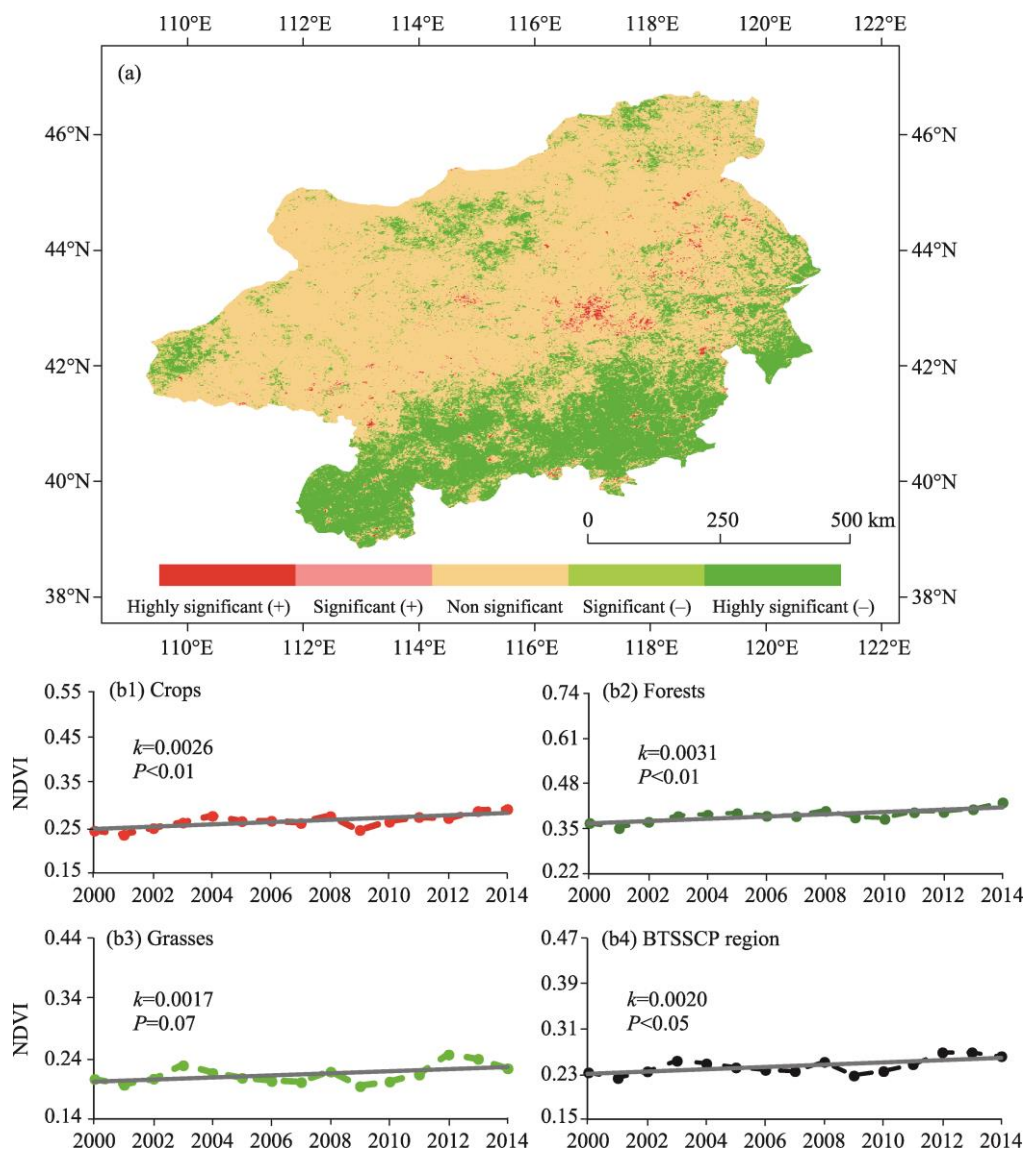 110°E 112°E 114°E 116°E 118°E 120°E 122°E
(a)
46°N 46°N
44°N 44°N
42°N 42°N
40°N 40°N
0 250 500 km
Highly significant (+) Significant (+) Non significant Significant (–) Highly significant (–)
38°N 38°N
110°E 112°E 114°E 116°E 118°E 120°E 122°E
(b1) Crops
NDVI
0.55
0.45
0.35
0.25
0.15
k=0.0026
P<0.01
2000 2002 2004 2006 2008 2010 2012 2014
(b2) Forests
0.74
0.61
0.48
0.35
0.22
k=0.0031
P<0.01
2000 2002 2004 2006 2008 2010 2012 2014
(b3) Grasses
NDVI
0.44
0.34
0.24
0.14
k=0.0017
P=0.07
2000 2002 2004 2006 2008 2010 2012 2014
(b4) BTSSCP region
0.47
0.39
0.31
0.23
0.15
k=0.0020
P<0.05
2000 2002 2004 2006 2008 2010 2012 2014